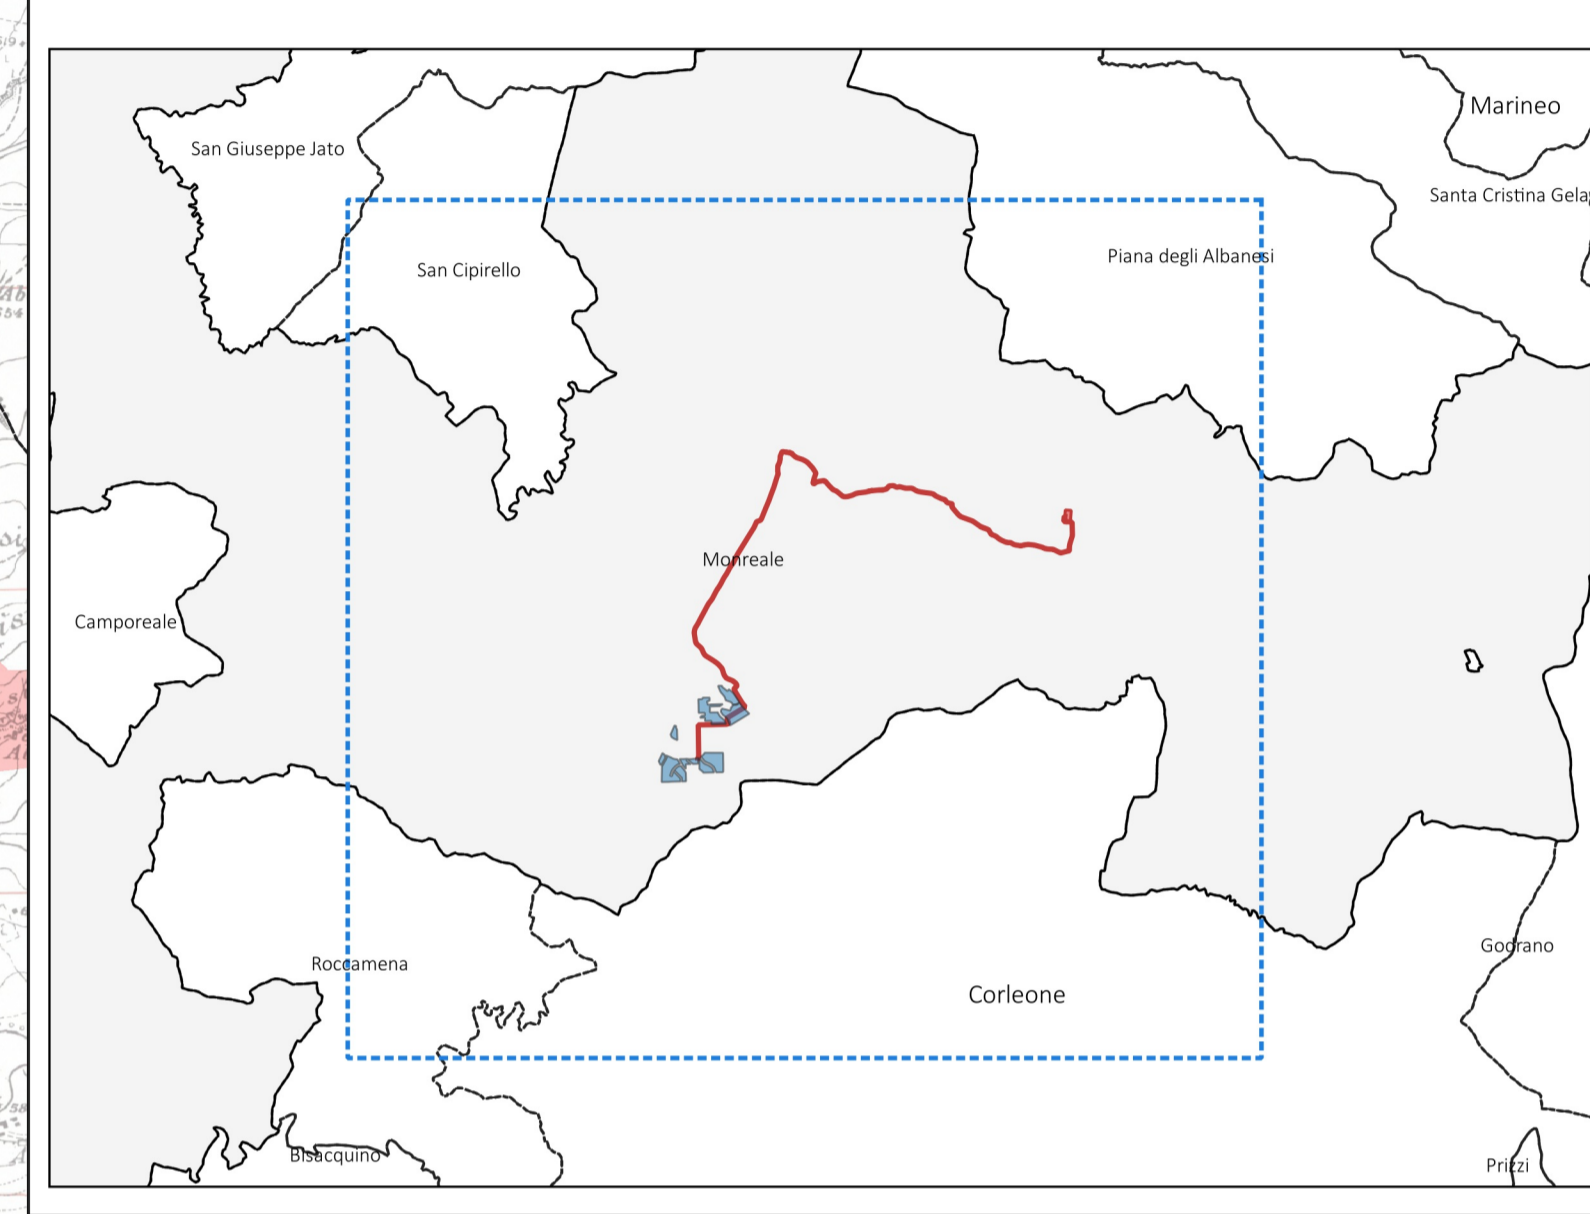 Marineo
San Giuseppe Jato
Santa Cristina Gela
Piana degli Albanesi
San Cipirello
Monreale
Camporeale
Godrano
Roccamena
Corleone
Bisacquino
Prizzi